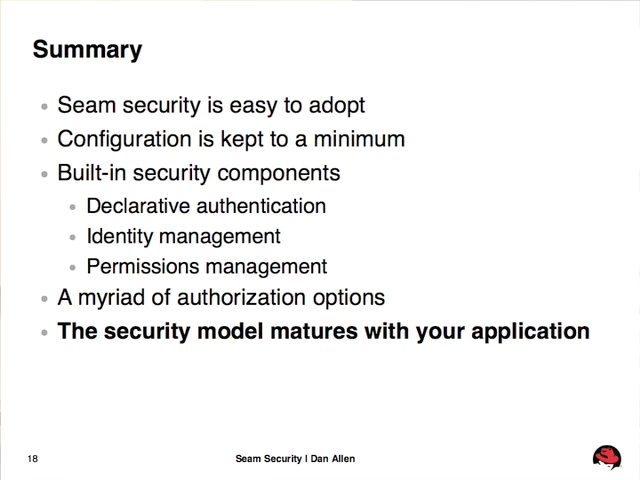 Summary
Seam security is easy to adopt
Configuration is kept to a minimum
Built-in security components
Declarative authentication
Identity management
Permissions management
A myriad of authorization options
The security model matures with your application
18
Seam Security | Dan Allen